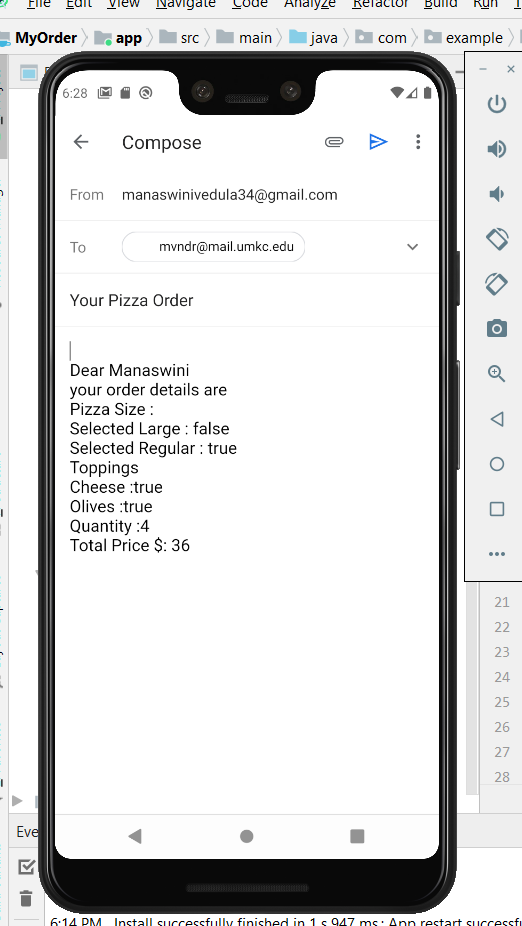 File Edit View Navigate Code Analyze Refactor Build Run
MyOrder app src main java com example
6:28
Compose
From manaswinivedula34@gmail.com
To mvndr@mail.umkc.edu
Your Pizza Order
Dear Manaswini
your order details are
Pizza Size :
Selected Large : false
Selected Regular : true
Toppings
Cheese :true
Olives :true
Quantity :4
Total Price $: 36
21
22
23
24
25
26
27
28
Eve
6:14 PM Install successfully finished in 1 s 947 ms.: App restart successf